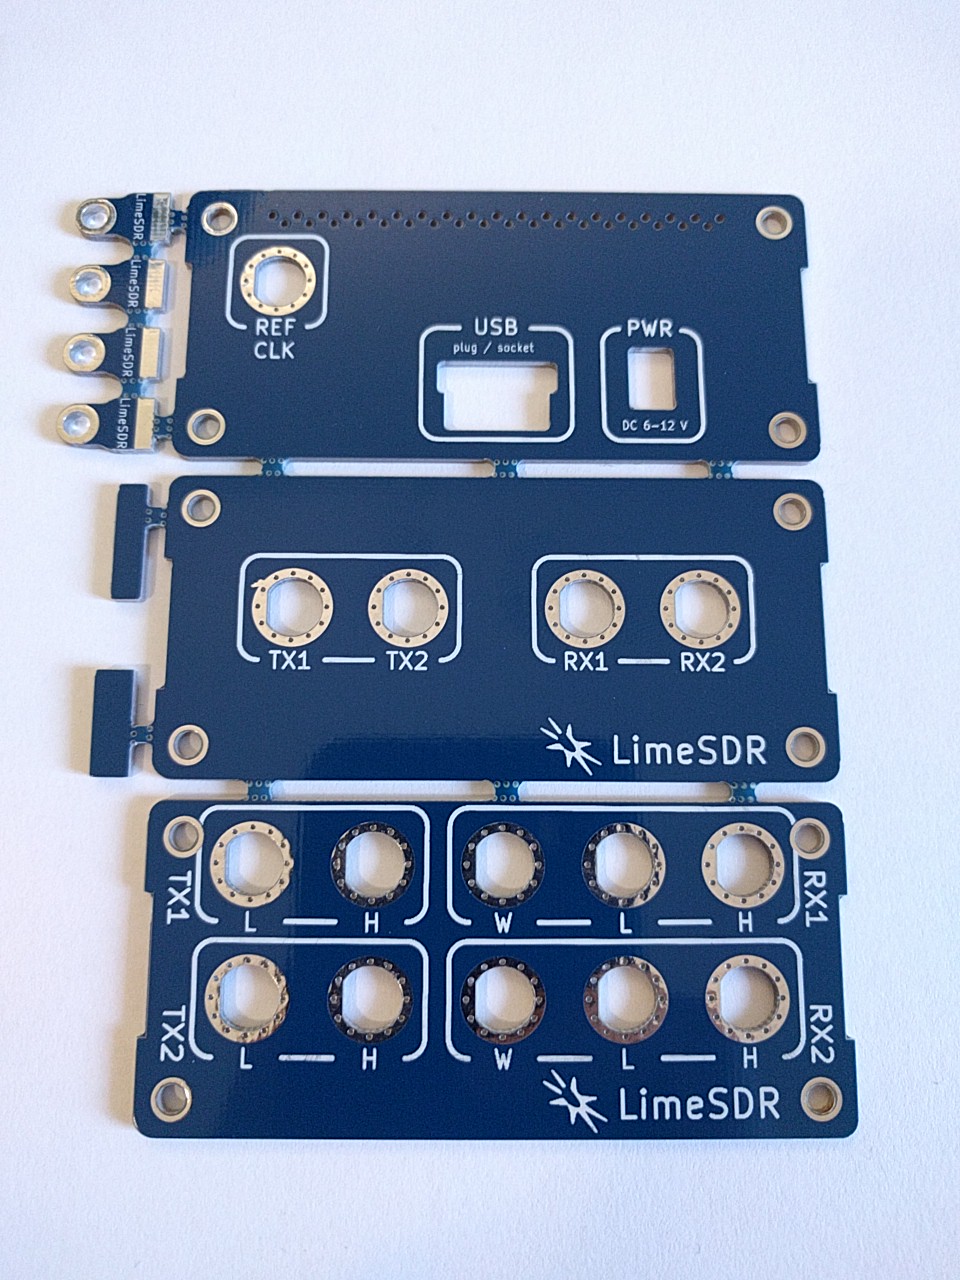 LimeSDR
LimeSDR
LimeSDR
LimeSDR
REF
CLK
USB
plug / socket
PWR
DC 6-12 V
TX1 TX2
RX1 RX2
LimeSDR
TX1
L H
W L H
RX1
TX2
L H
W L H
RX2
LimeSDR